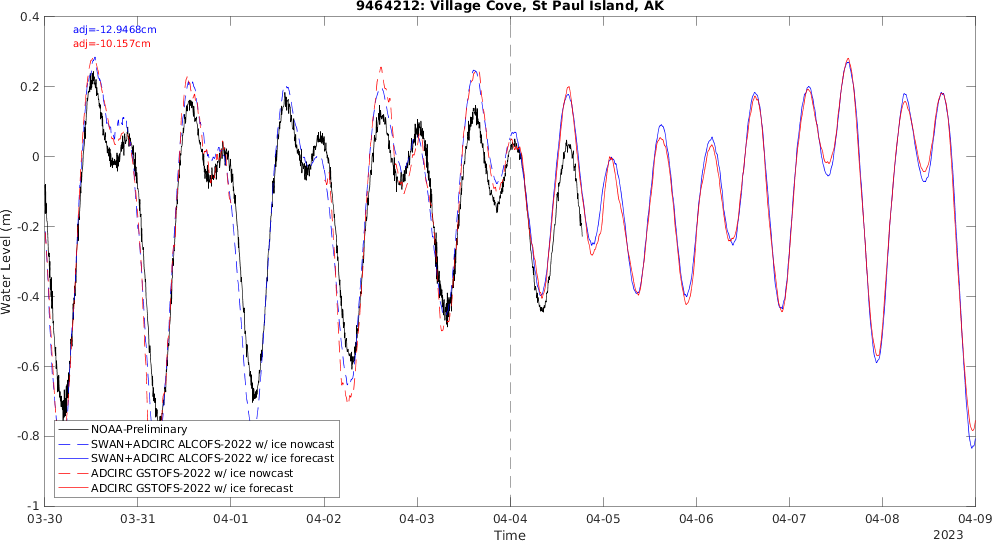 9464212: Village Cove, St Paul Island, AK
adj=-12.9468cm
adj=-10.157cm
Water Level (m)
0.4
0.2
0
-0.2
-0.4
-0.6
-0.8
-1
NOAA-Preliminary
SWAN+ADCIRC ALCOFS-2022 w/ ice nowcast
SWAN+ADCIRC ALCOFS-2022 w/ ice forecast
ADCIRC GSTOFS-2022 w/ ice nowcast
ADCIRC GSTOFS-2022 w/ ice forecast
03-30 03-31 04-01 04-02 04-03 04-04 04-05 04-06 04-07 04-08 04-09
Time
2023